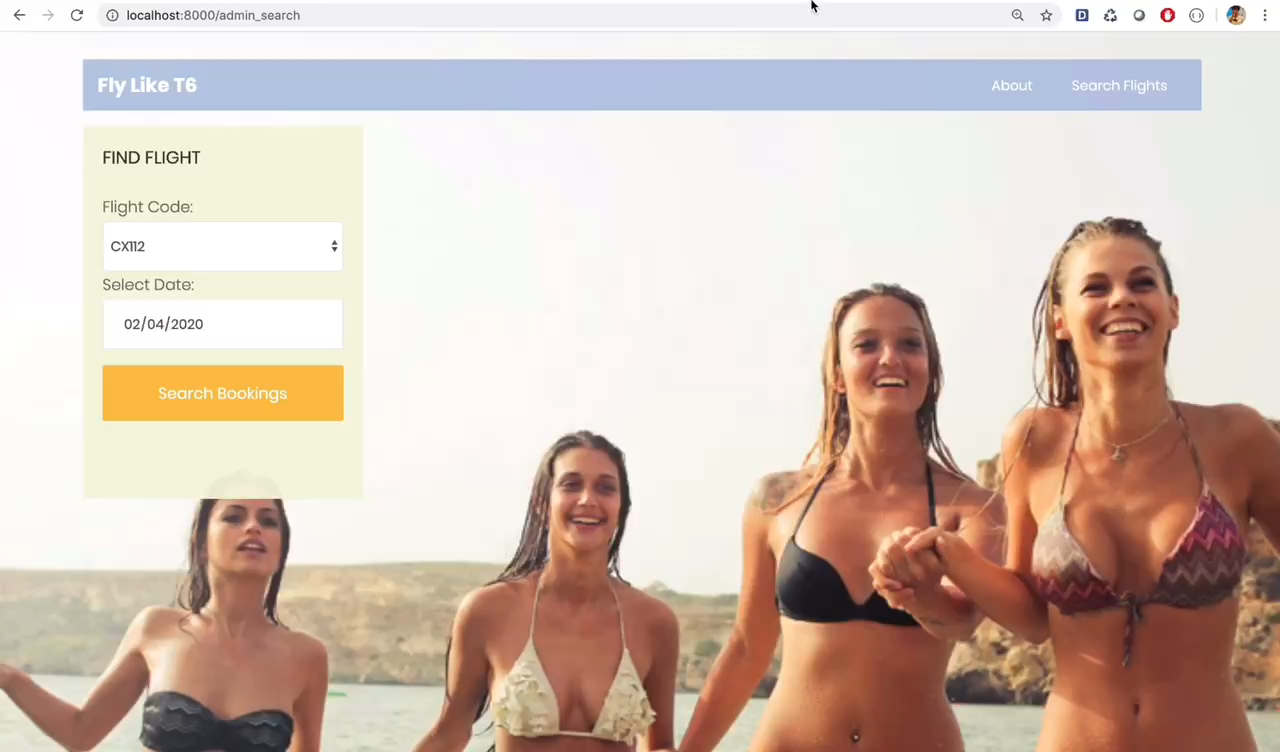 localhost:8000/admin_search
Fly Like T6
About
Search Flights
FIND FLIGHT
Flight Code:
CX112
Select Date:
02/04/2020
Search Bookings